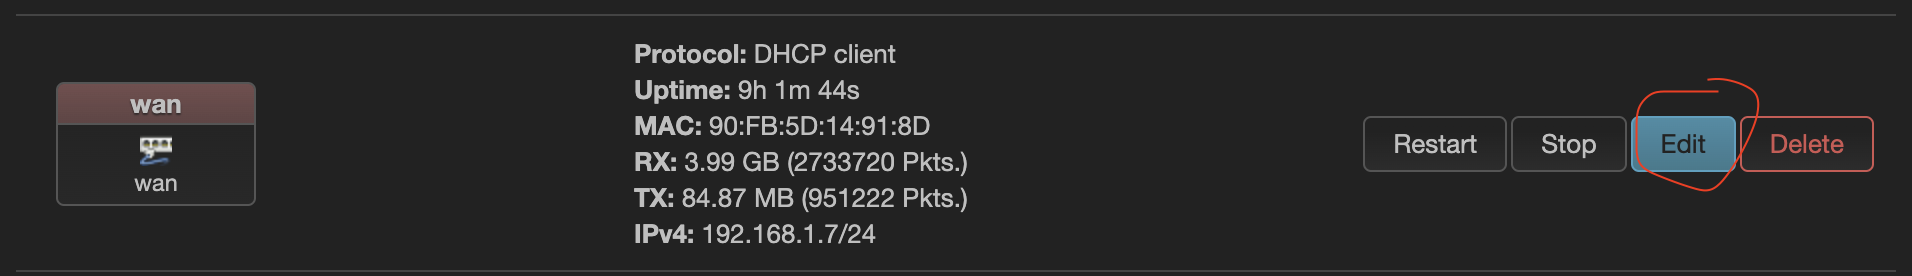 wan
wan
Protocol: DHCP client
Uptime: 9h 1m 44s
MAC: 90:FB:5D:14:91:8D
RX: 3.99 GB (2733720 Pkts.)
TX: 84.87 MB (951222 Pkts.)
IPv4: 192.168.1.7/24
Restart Stop Edit Delete